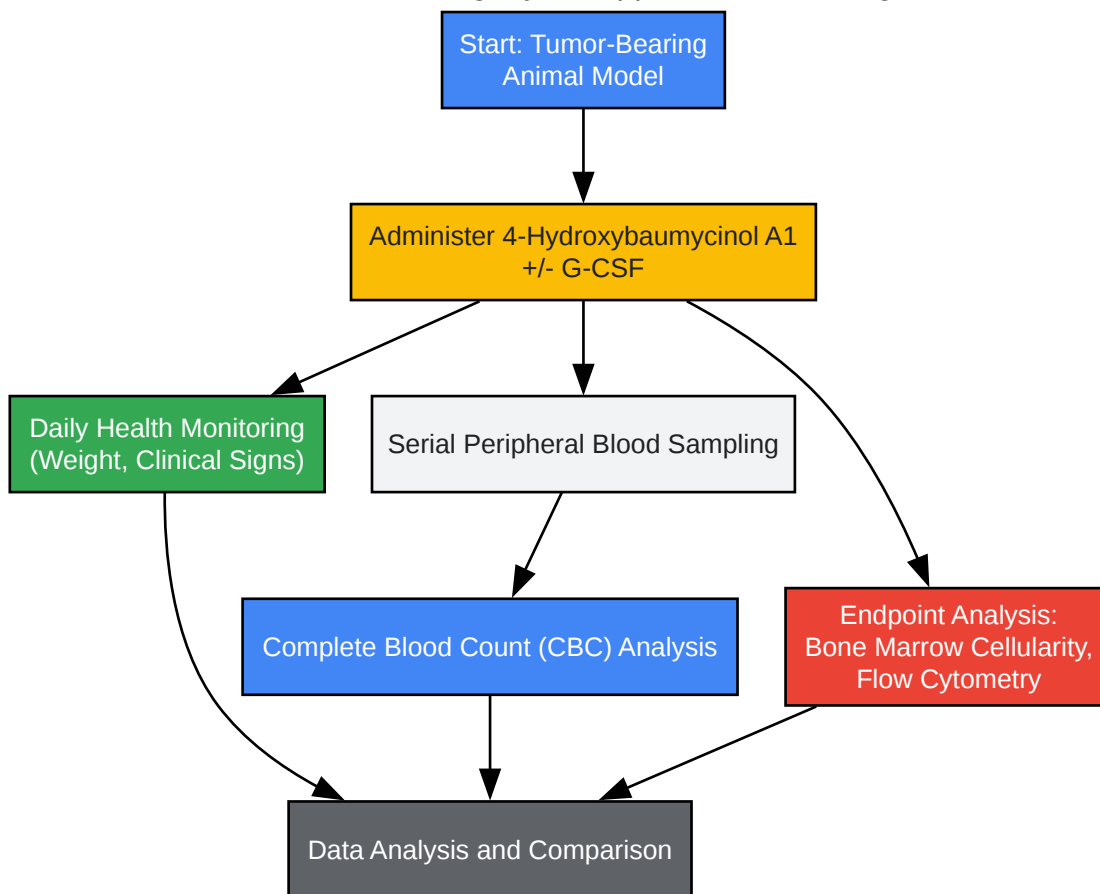 Start: Tumor-Bearing
Animal Model
Administer 4-Hydroxybaumycinol A1
+/- G-CSF
Daily Health Monitoring
(Weight, Clinical Signs)
Serial Peripheral Blood Sampling
Complete Blood Count (CBC) Analysis
Endpoint Analysis:
Bone Marrow Cellularity,
Flow Cytometry
Data Analysis and Comparison